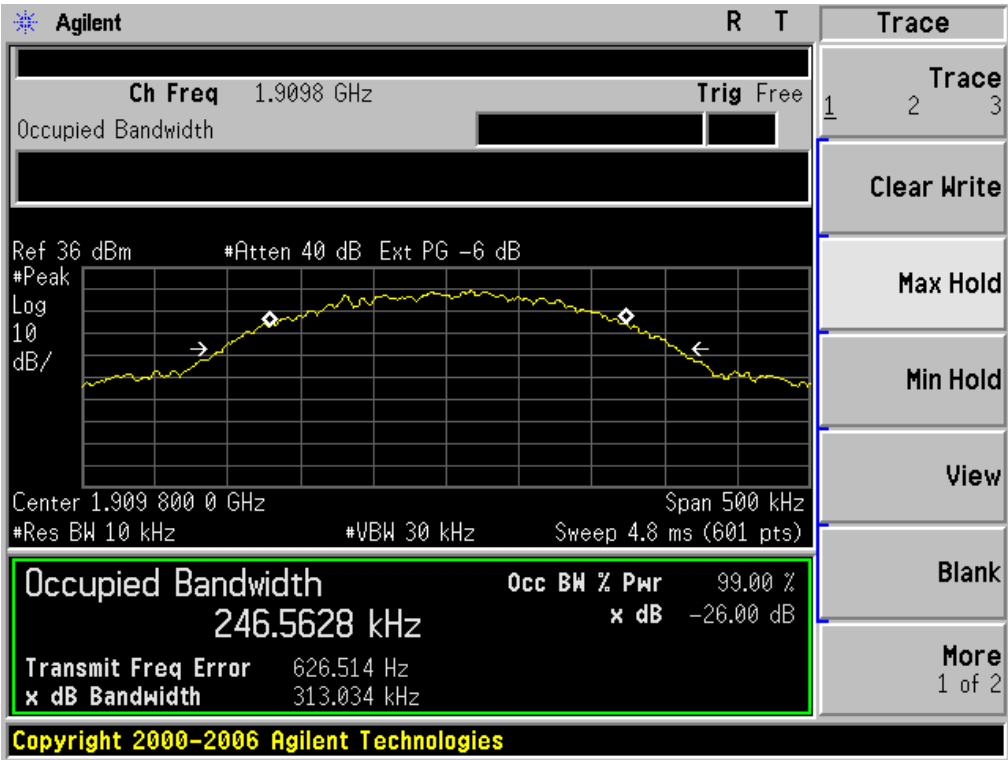 Agilent R T Trace
Ch Freq 1.9098 GHz Trig Free
Occupied Bandwidth
Trace
1 2 3
Clear Write
Max Hold
Min Hold
View
Blank
More
1 of 2
Ref 36 dBm #Atten 40 dB Ext PG -6 dB
#Peak
Log
10
dB/
Center 1.909 800 0 GHz Span 500 kHz
#Res BW 10 kHz #VBW 30 kHz Sweep 4.8 ms (601 pts)
Occupied Bandwidth Occ BW % Pwr 99.00 %
246.5628 kHz x dB -26.00 dB
Transmit Freq Error 626.514 Hz
x dB Bandwidth 313.034 kHz
Copyright 2000-2006 Agilent Technologies